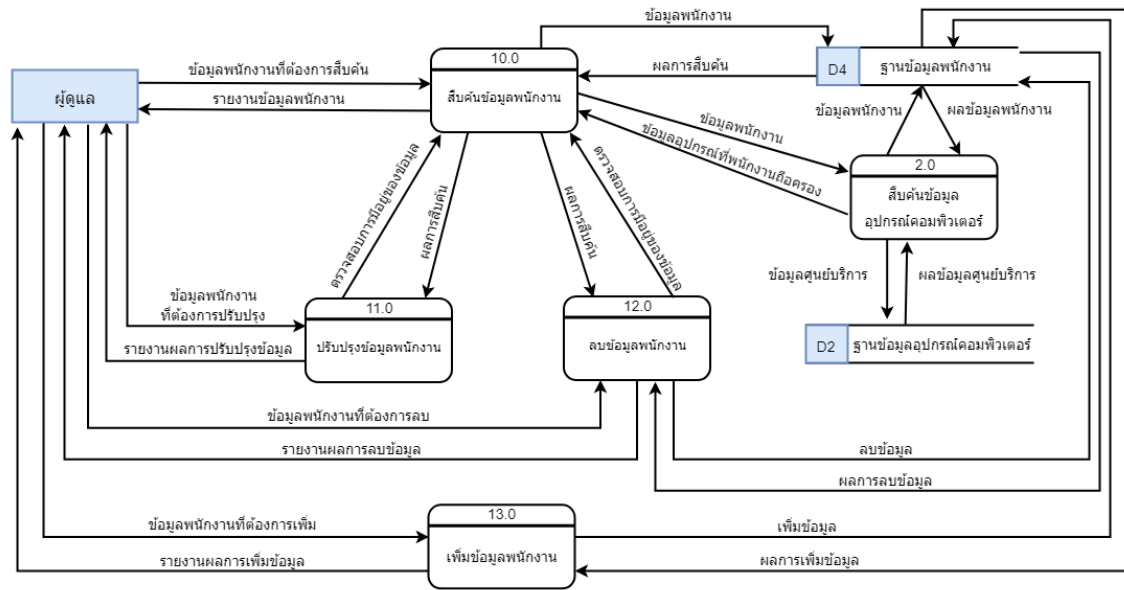 ข้อมูลพนักงาน
10.0
สืบค้นข้อมูลพนักงาน
D4
ฐานข้อมูลพนักงาน
ผลการสืบค้น
ผู้ดูแล
ข้อมูลพนักงานที่ต้องการสืบค้น
รายงานข้อมูลพนักงาน
ข้อมูลพนักงาน
ผลข้อมูลพนักงาน
ข้อมูลพนักงาน
ข้อมูลอุปกรณ์ที่พนักงานถือครอง
2.0
สืบค้นข้อมูล
อุปกรณ์คอมพิวเตอร์
ตรวจสอบการมีอยู่ของข้อมูล
ผลการสืบค้น
ผลการสืบค้น
ตรวจสอบการมีอยู่ของข้อมูล
ข้อมูลศูนย์บริการ
ผลข้อมูลศูนย์บริการ
ข้อมูลพนักงาน
ที่ต้องการปรับปรุง
11.0
ปรับปรุงข้อมูลพนักงาน
12.0
ลบข้อมูลพนักงาน
D2
ฐานข้อมูลอุปกรณ์คอมพิวเตอร์
รายงานผลการปรับปรุงข้อมูล
ข้อมูลพนักงานที่ต้องการลบ
รายงานผลการลบข้อมูล
ลบข้อมูล
ผลการลบข้อมูล
13.0
เพิ่มข้อมูลพนักงาน
ข้อมูลพนักงานที่ต้องการเพิ่ม
เพิ่มข้อมูล
รายงานผลการเพิ่มข้อมูล
ผลการเพิ่มข้อมูล